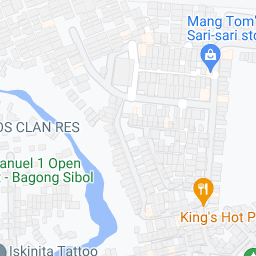 Mang Tom'
Sari-sari sto
OS CLAN RES
anuel 1 Open
t - Bagong Sibol
King's Hot P
Iskinita Tattoo